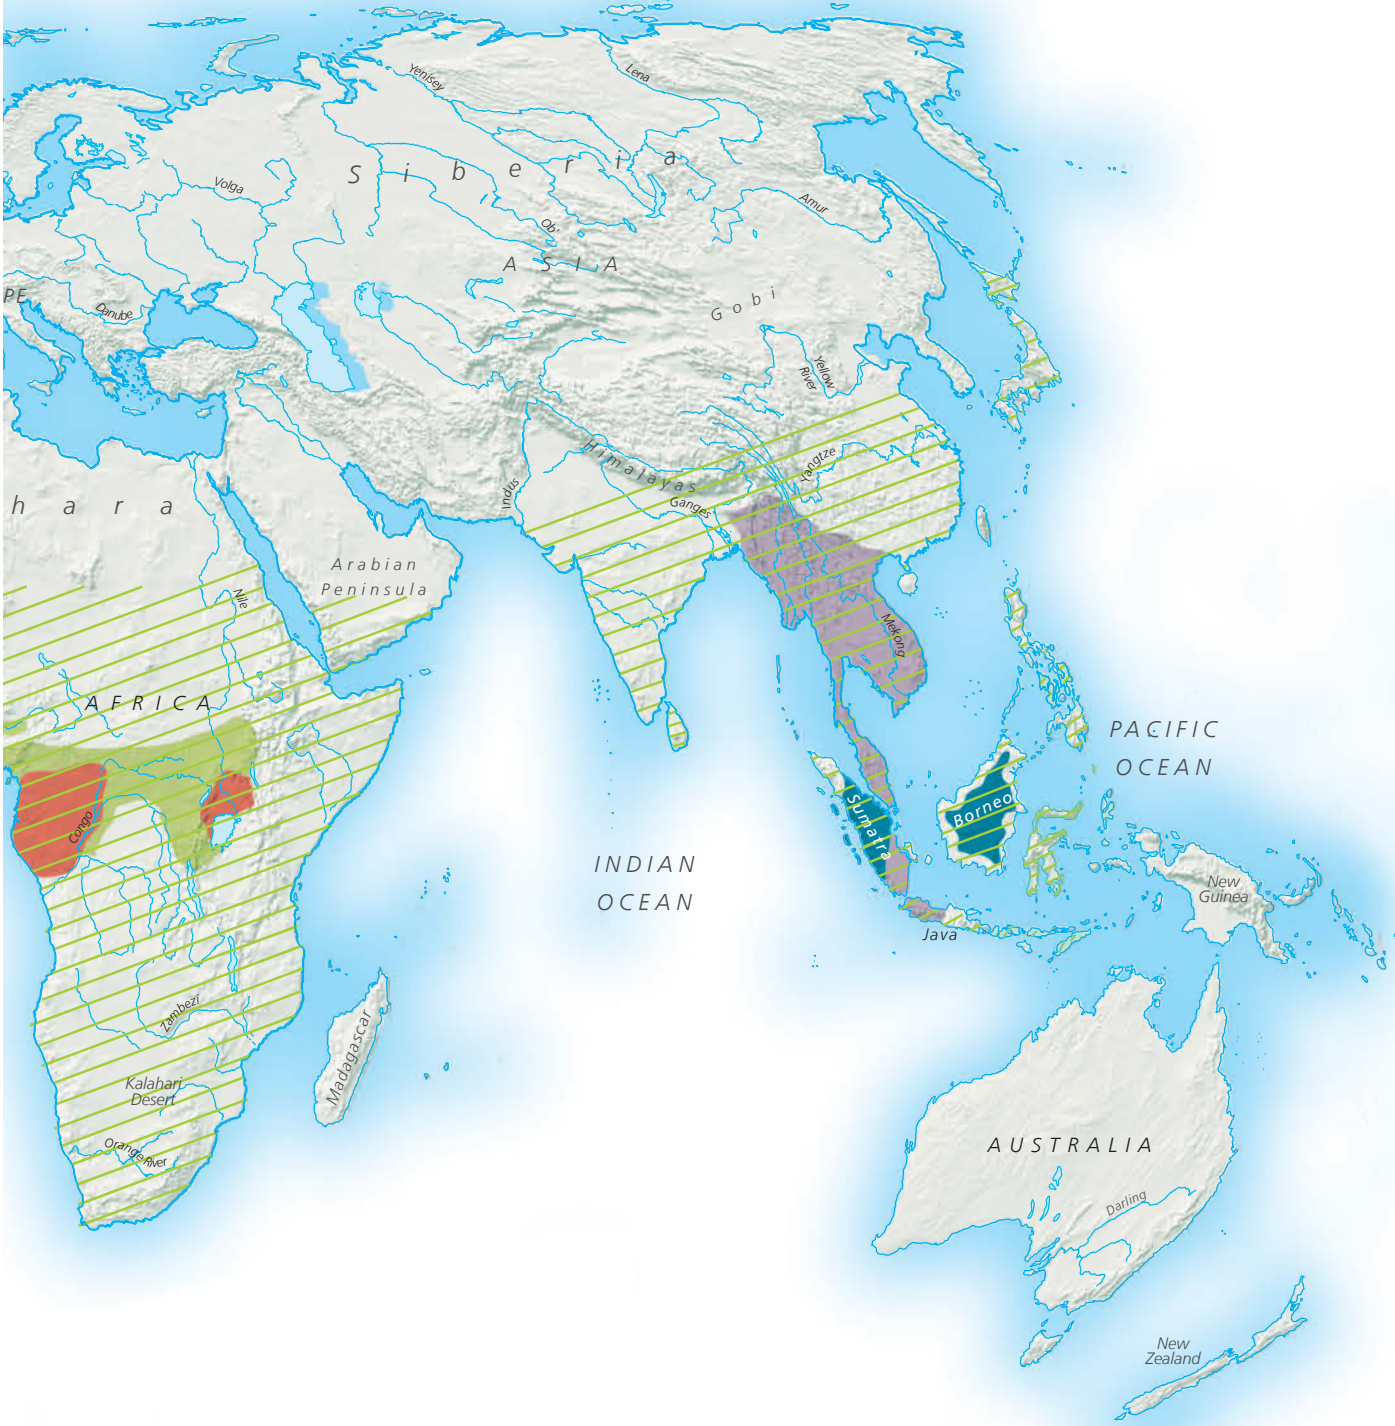 Yenisey
Lena
Siberia
Volga
Amur
Ob'
ASIA
PE
Danube
Gobi
Yellow
River
Himalayas
Yangtze
Indus
Ganges
hara
Arabian
Peninsula
Nile
Mekong
AFRICA
PACIFIC
OCEAN
Congo
Sumatra
Borneo
INDIAN
OCEAN
New
Guinea
Java
Zambezi
Madagascar
Kalahari
Desert
Orange River
AUSTRALIA
Darling
New
Zealand